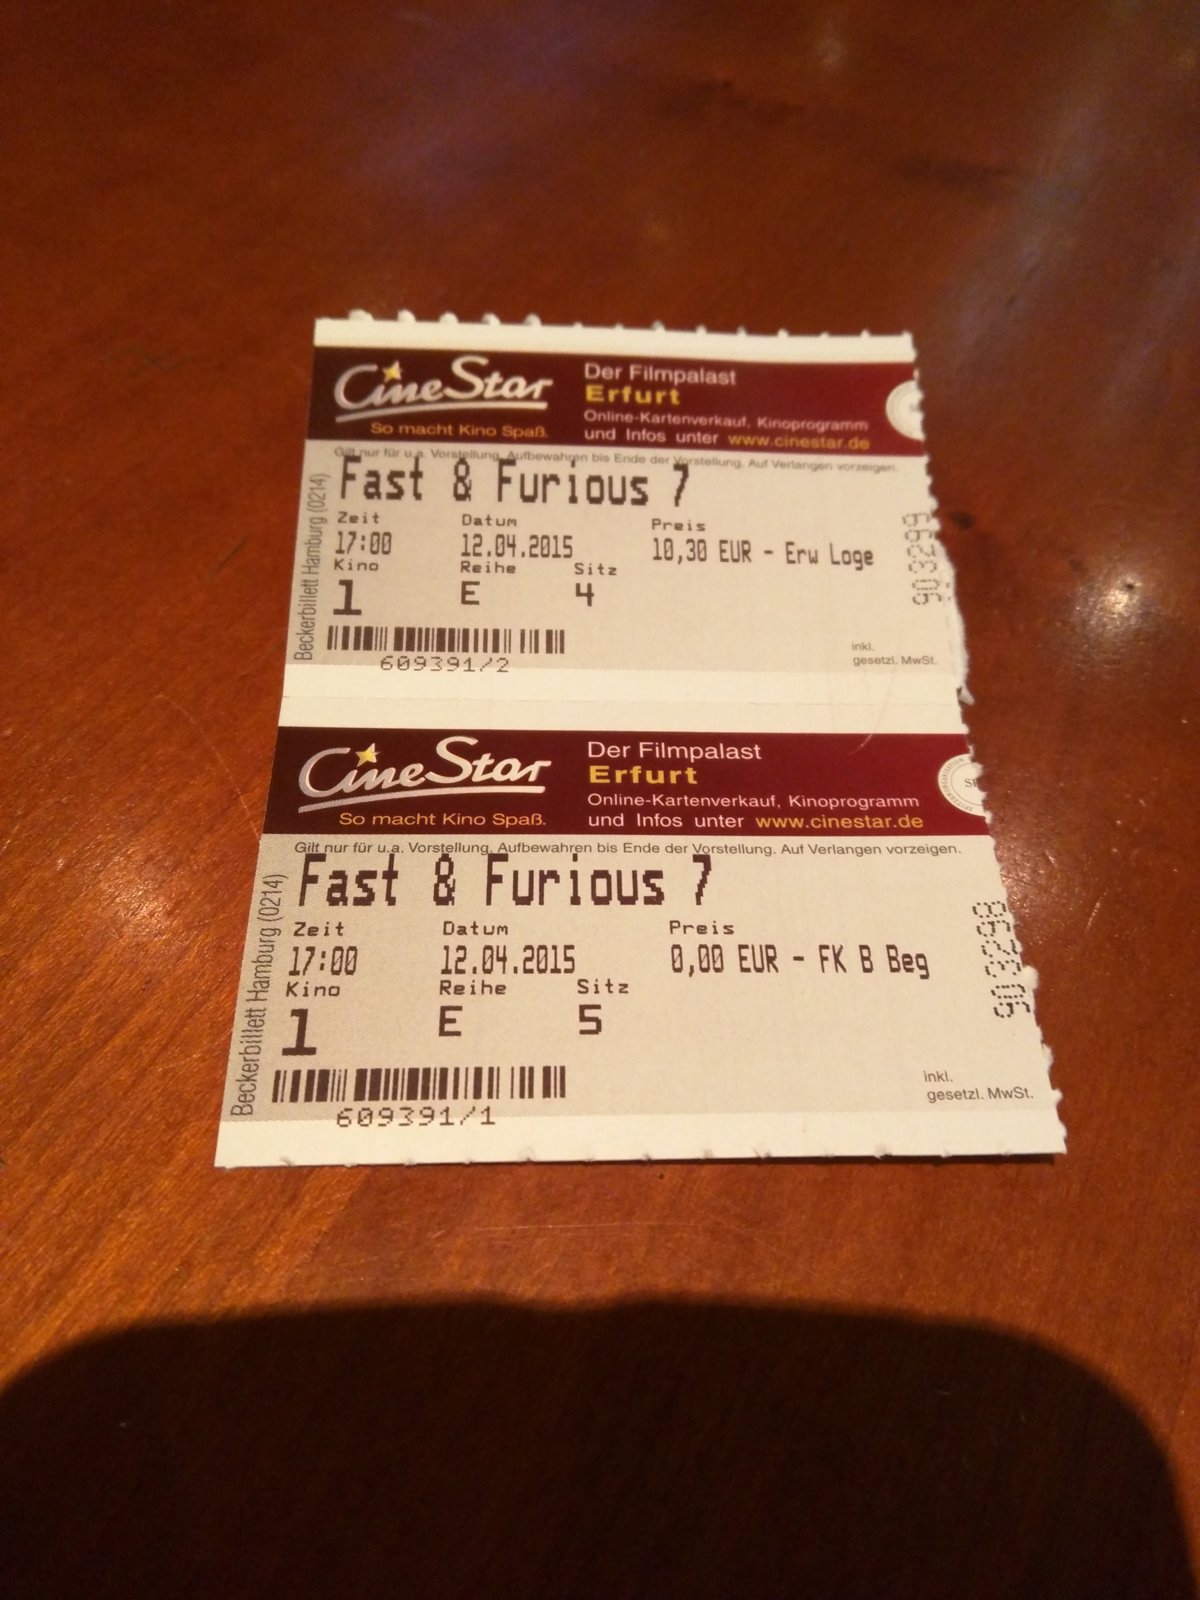 CineStar
So macht Kino Spaß.
Der Filmpalast
Erfurt
Online-Kartenverkauf, Kinoprogramm
und Infos unter www.cinestar.de
Gilt nur für u.a. Vorstellung. Aufbewahren bis Ende der Vorstellung. Auf Verlangen vorzeigen.
Fast & Furious 7
Zeit Datum Preis
17:00 12.04.2015 10,30 EUR - Erw Loge
Kino Reihe Sitz
1 E 4
609391/2
inkl.
gesetzl. MwSt.
Beckerbillett Hamburg (0214)
903299
CineStar
So macht Kino Spaß.
Der Filmpalast
Erfurt
Online-Kartenverkauf, Kinoprogramm
und Infos unter www.cinestar.de
Gilt nur für u.a. Vorstellung. Aufbewahren bis Ende der Vorstellung. Auf Verlangen vorzeigen.
Fast & Furious 7
Zeit Datum Preis
17:00 12.04.2015 0,00 EUR - FK B Beg
Kino Reihe Sitz
1 E 5
609391/1
inkl.
gesetzl. MwSt.
Beckerbillett Hamburg (0214)
903298